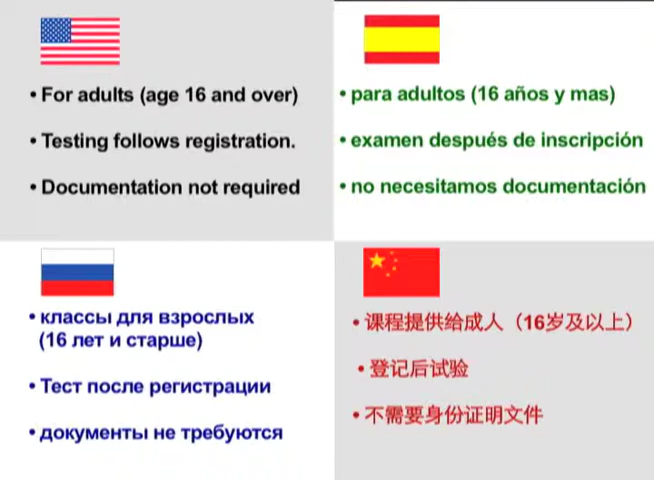 • For adults (age 16 and over)
• Testing follows registration.
• Documentation not required
• para adultos (16 años y mas)
• examen después de inscripción
• no necesitamos documentación
• классы для взрослых
(16 лет и старше)
• Тест после регистрации
• документы не требуются
• 课程提供给成人（16岁及以上）
• 登记后试验
• 不需要身份证明文件